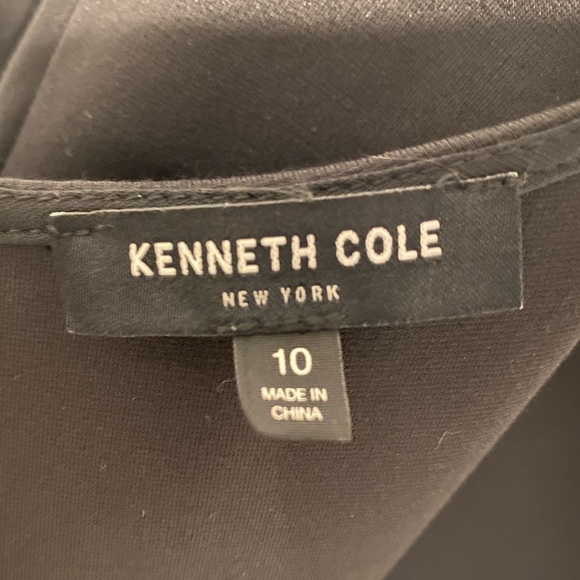 KENNETH COLE
NEW YORK
10
MADE IN
CHINA